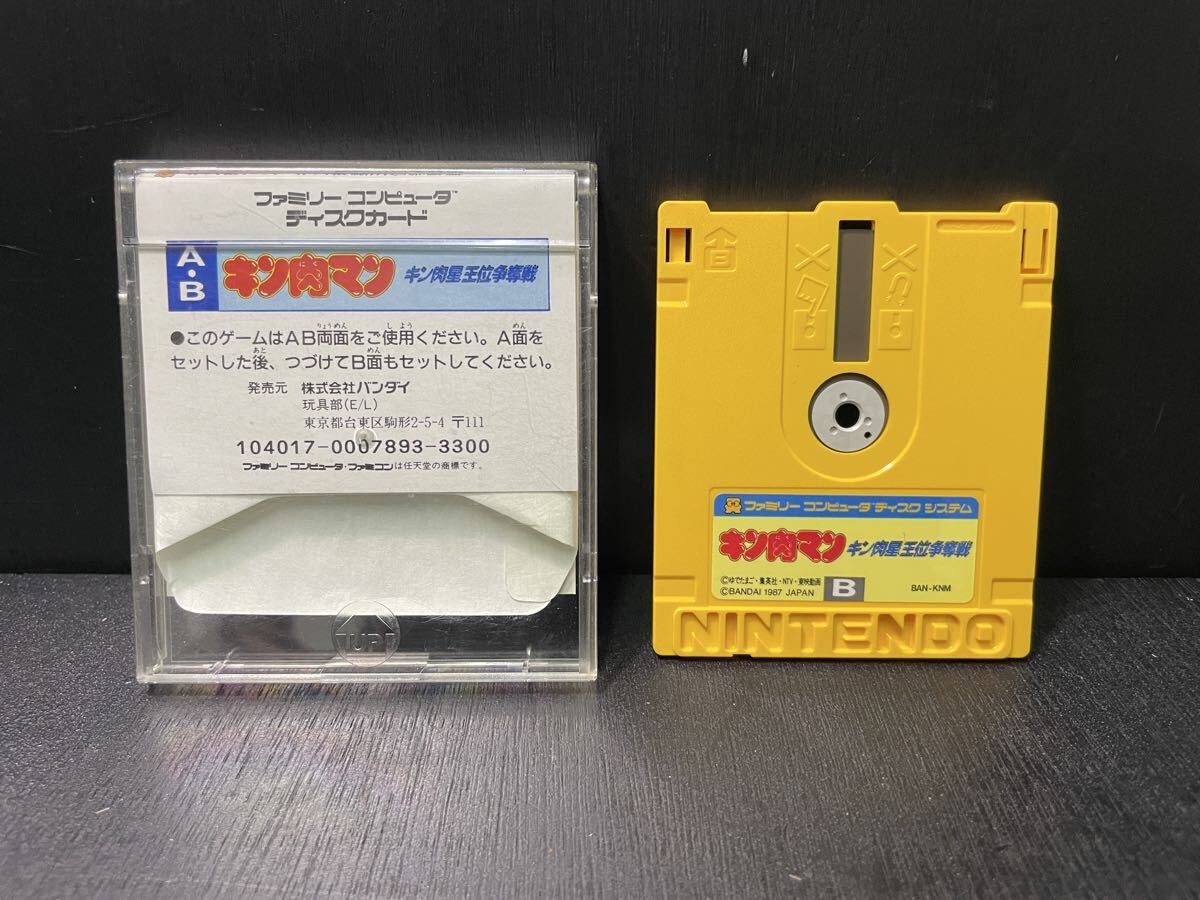 ファミリー コンピュータ™
ディスクカード
A・B
キン肉マン キン肉星王位争奪戦
●このゲームはAB両面をご使用ください。A面を
セットした後、つづけてB面もセットしてください。
発売元 株式会社バンダイ
玩具部(E/L)
東京都台東区駒形2-5-4 〒111
104017-0007893-3300
ファミリー コンピュータ・ファミコンは任天堂の商標です。
ファミリー コンピュータ ディスク システム
キン肉マン キン肉星王位争奪戦
©ゆでたまご・集英社・NTV・東映動画
©BANDAI 1987 JAPAN
B
BAN-KNM
NINTENDO